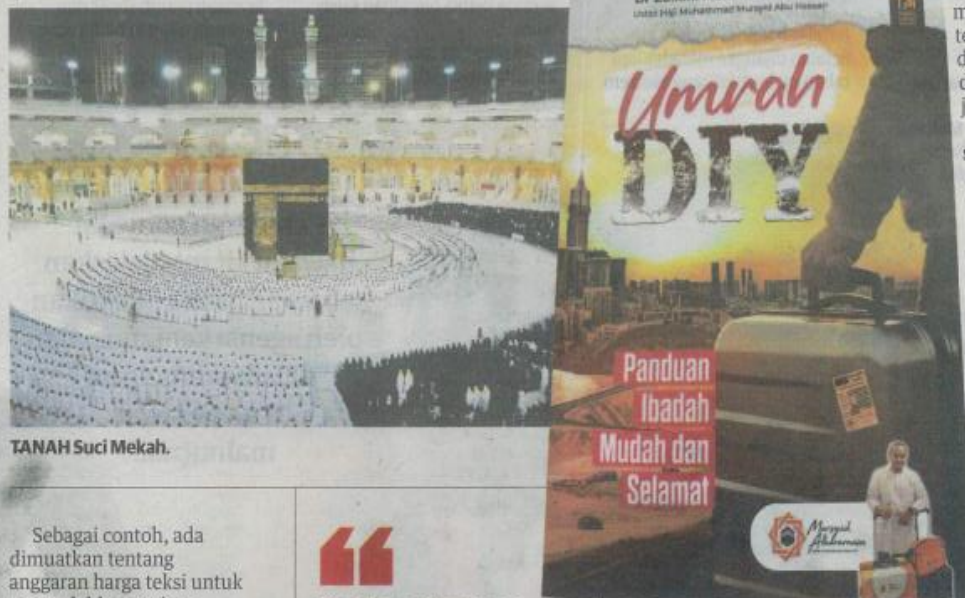 Ustaz Haji Muhammad Mursyid Abu Hassan
Umrah
DIY
Panduan
Ibadah
Mudah dan
Selamat
Mursyid
TANAH Suci Mekah.
Sebagai contoh, ada
dimuatkan tentang
anggaran harga teksi untuk
“